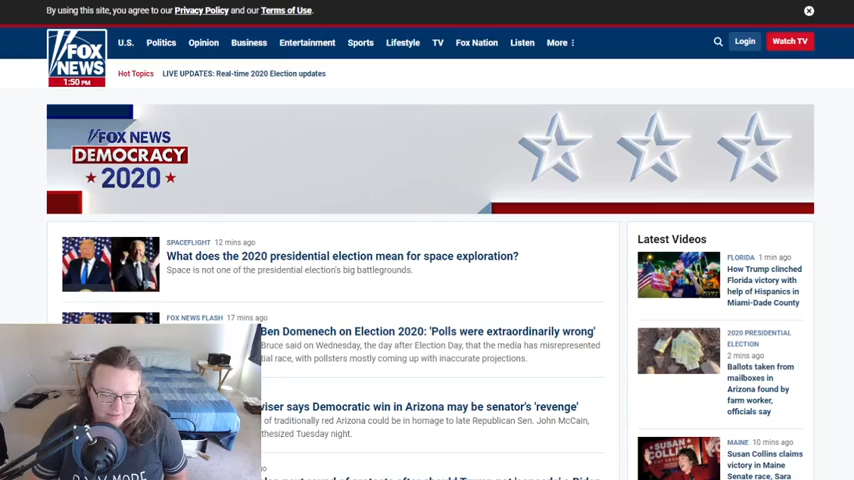 By using this site, you agree to our Privacy Policy and our Terms of Use.
FOX
NEWS
1:50 PM
U.S. Politics Opinion Business Entertainment Sports Lifestyle TV Fox Nation Listen More
Login
Watch TV
Hot Topics LIVE UPDATES: Real-time 2020 Election updates
FOX NEWS
DEMOCRACY
2020
SPACEFLIGHT 12 mins ago
What does the 2020 presidential election mean for space exploration?
Space is not one of the presidential election's big battlegrounds.
FOX NEWS FLASH 17 mins ago
Ben Domenech on Election 2020: 'Polls were extraordinarily wrong'
Bruce said on Wednesday, the day after Election Day, that the media has misrepresented
tial race, with pollsters mostly coming up with inaccurate projections.
viser says Democratic win in Arizona may be senator's 'revenge'
of traditionally red Arizona could be in homage to late Republican Sen. John McCain,
thesized Tuesday night.
Latest Videos
FLORIDA 1 min ago
How Trump clinched
Florida victory with
help of Hispanics in
Miami-Dade County
2020 PRESIDENTIAL
ELECTION
2 mins ago
Ballots taken from
mailboxes in
Arizona found by
farm worker,
officials say
SUSAN
COLLINS
MAINE 10 mins ago
Susan Collins claims
victory in Maine
Senate race, Sara